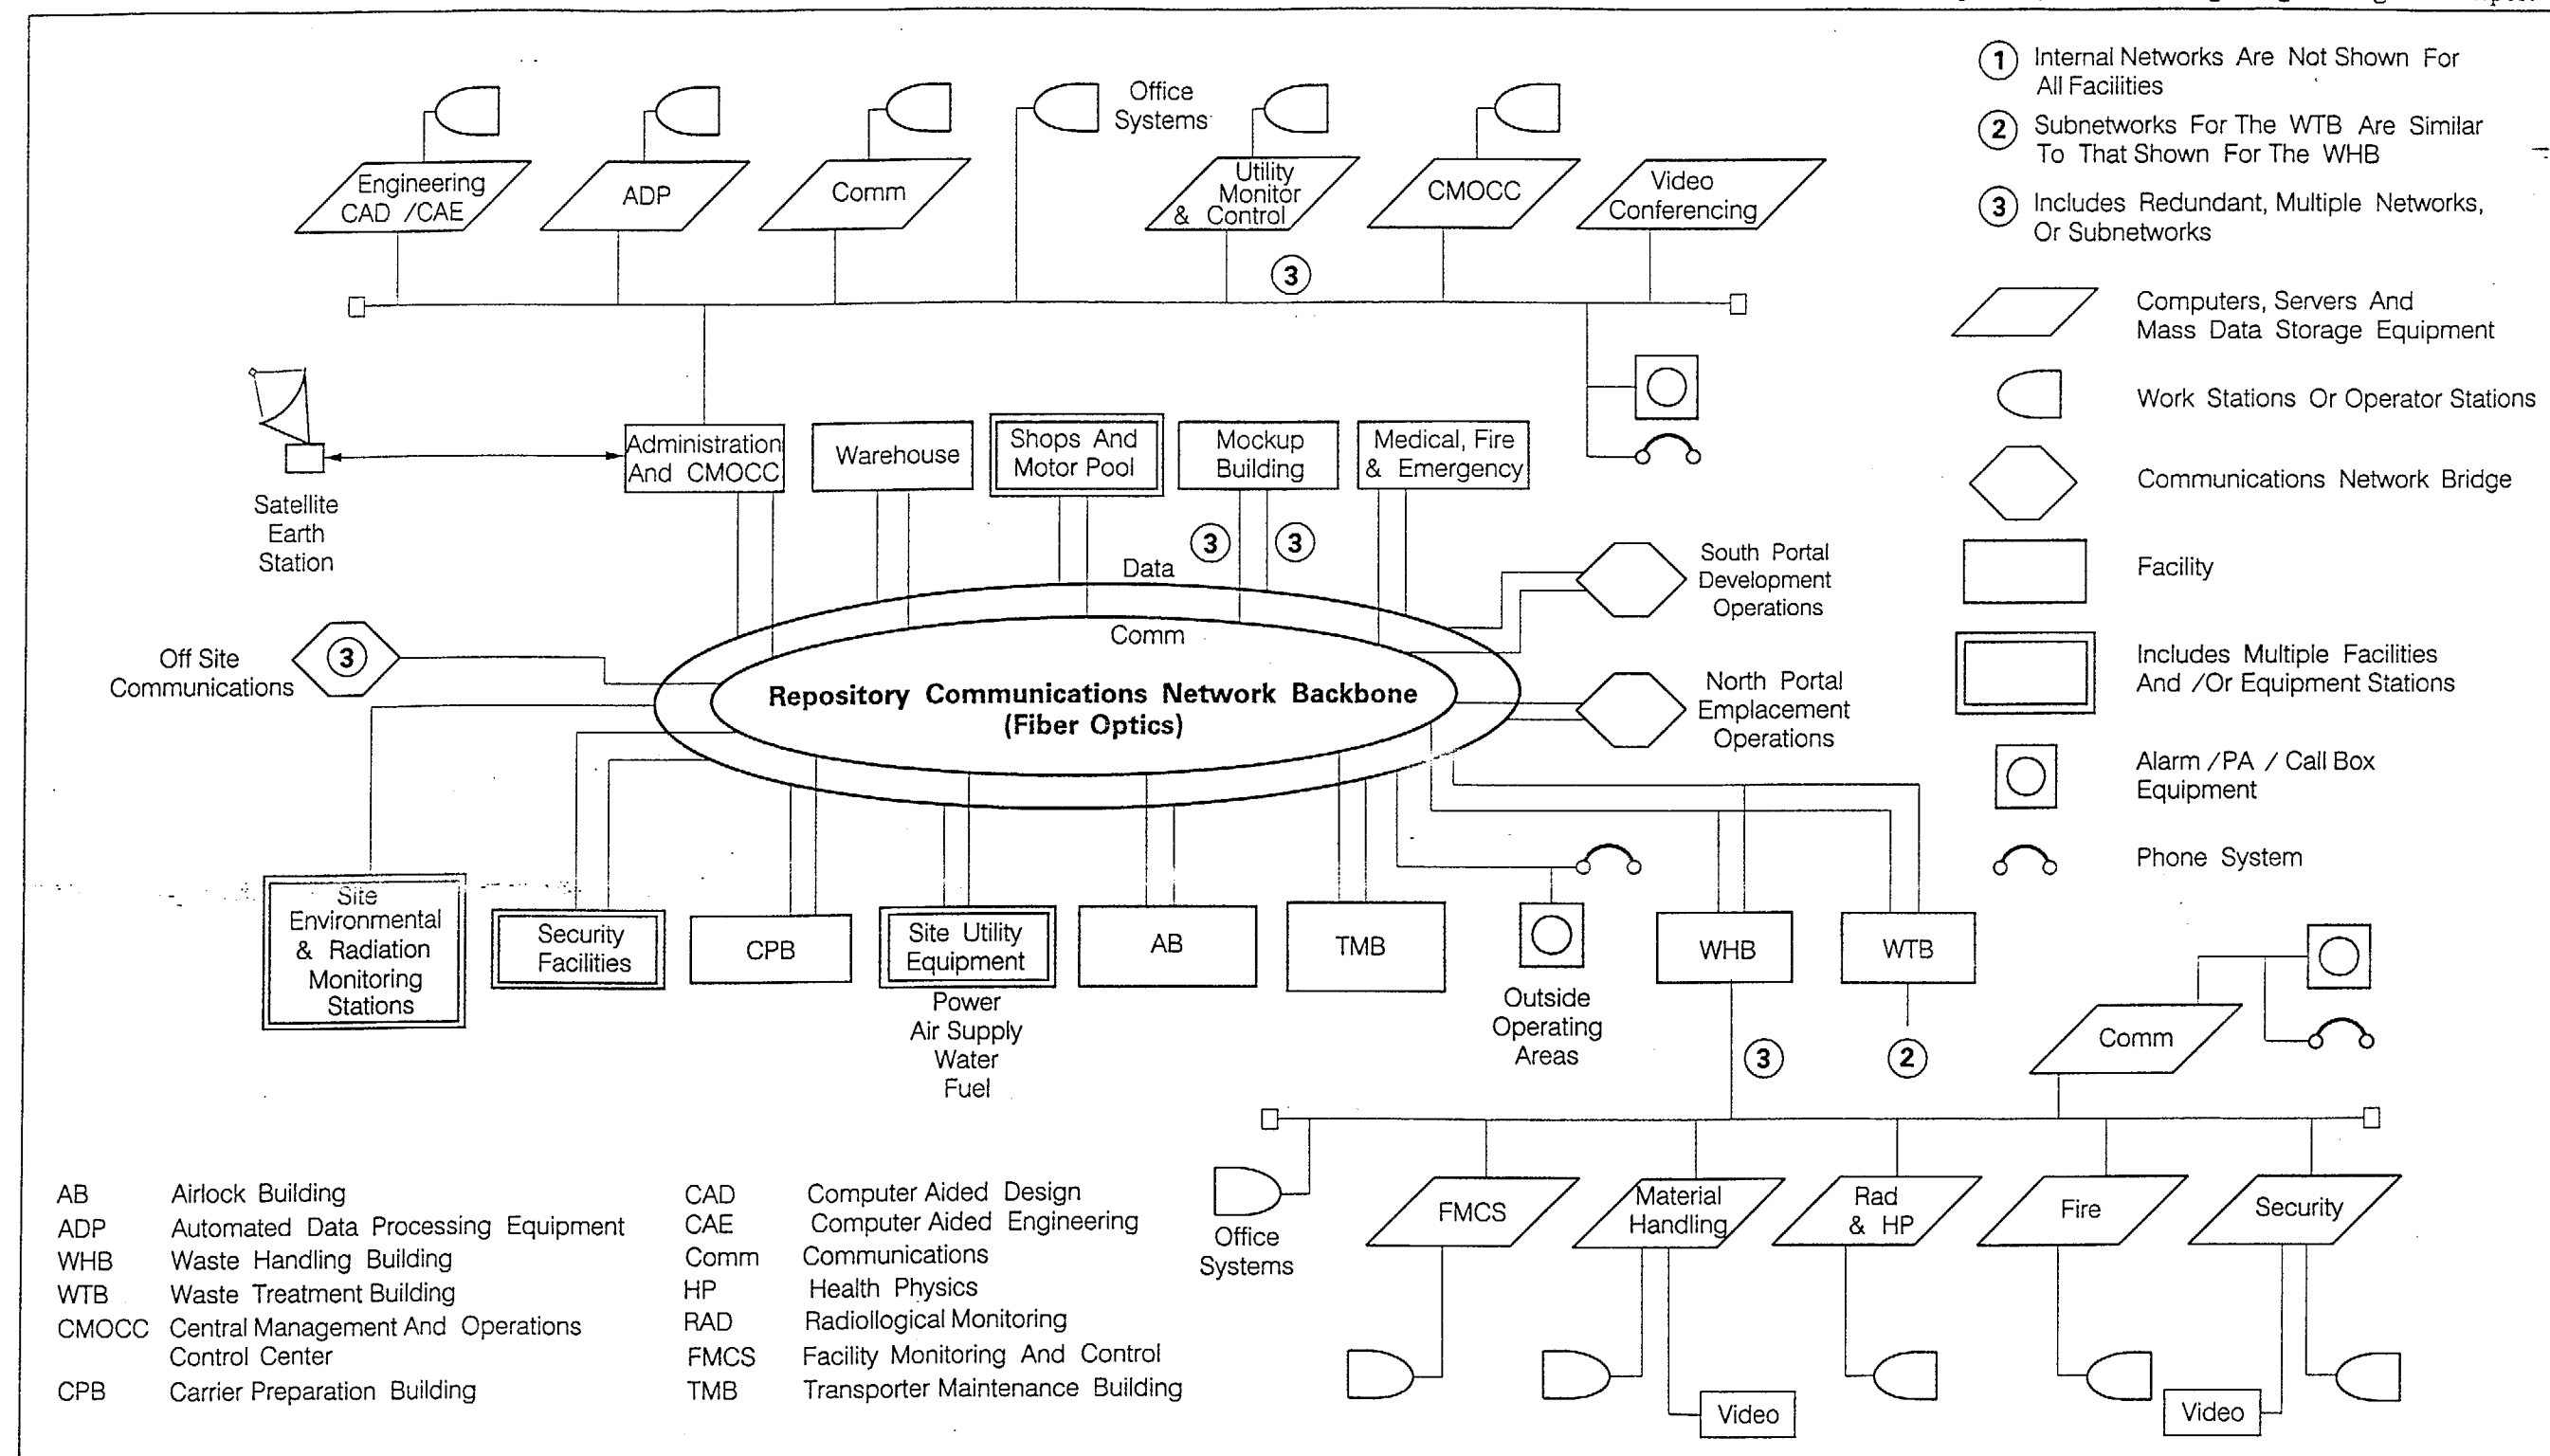 1 Internal Networks Are Not Shown For
All Facilities
2 Subnetworks For The WTB Are Similar
To That Shown For The WHB
3 Includes Redundant, Multiple Networks,
Or Subnetworks
Computers, Servers And
Mass Data Storage Equipment
Work Stations Or Operator Stations
Communications Network Bridge
Facility
Includes Multiple Facilities
And /Or Equipment Stations
Alarm /PA / Call Box
Equipment
Phone System
Office
Systems
Engineering
CAD /CAE
ADP
Comm
Utility
Monitor
& Control
CMOCC
Video
Conferencing
3
Satellite
Earth
Station
Administration
And CMOCC
Warehouse
Shops And
Motor Pool
Mockup
Building
Medical, Fire
& Emergency
3
3
Data
Comm
Repository Communications Network Backbone
(Fiber Optics)
South Portal
Development
Operations
North Portal
Emplacement
Operations
Off Site
Communications
3
Site
Environmental
& Radiation
Monitoring
Stations
Security
Facilities
CPB
Site Utility
Equipment
Power
Air Supply
Water
Fuel
AB
TMB
Outside
Operating
Areas
WHB
WTB
3
2
Comm
Office
Systems
FMCS
Material
Handling
Rad
& HP
Fire
Security
Video
Video
AB Airlock Building
ADP Automated Data Processing Equipment
WHB Waste Handling Building
WTB Waste Treatment Building
CMOCC Central Management And Operations
Control Center
CPB Carrier Preparation Building
CAD Computer Aided Design
CAE Computer Aided Engineering
Comm Communications
HP Health Physics
RAD Radiollogical Monitoring
FMCS Facility Monitoring And Control
TMB Transporter Maintenance Building